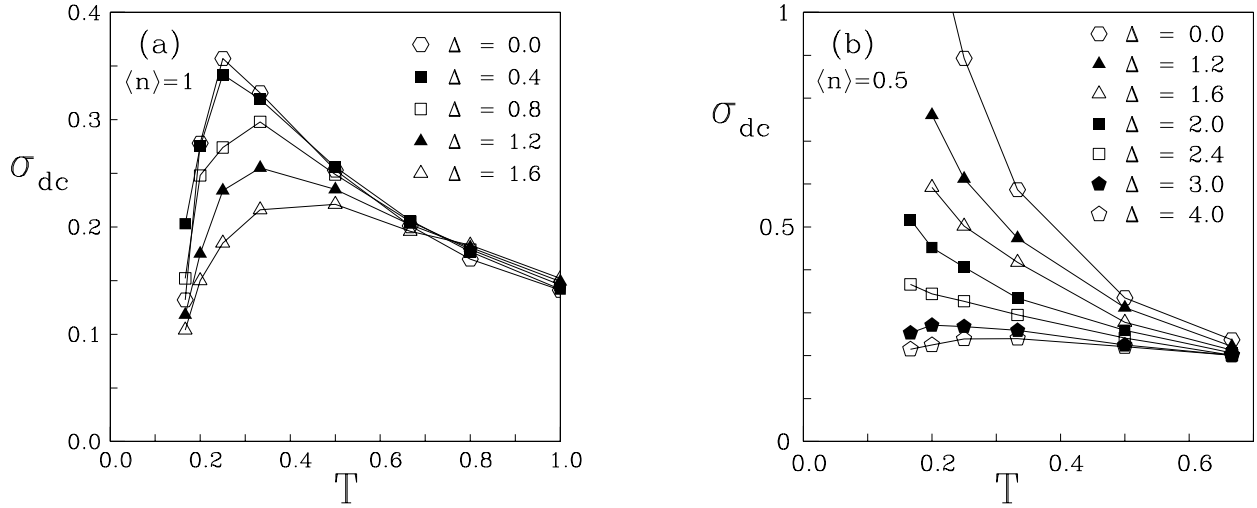 0.4
0.3
0.2
0.1
0.0
σdc
(a)
⟨n⟩=1
Δ = 0.0
Δ = 0.4
Δ = 0.8
Δ = 1.2
Δ = 1.6
0.0 0.2 0.4 0.6 0.8 1.0
T
1
0.5
0.0
σdc
(b)
⟨n⟩=0.5
Δ = 0.0
Δ = 1.2
Δ = 1.6
Δ = 2.0
Δ = 2.4
Δ = 3.0
Δ = 4.0
0.0 0.2 0.4 0.6
T